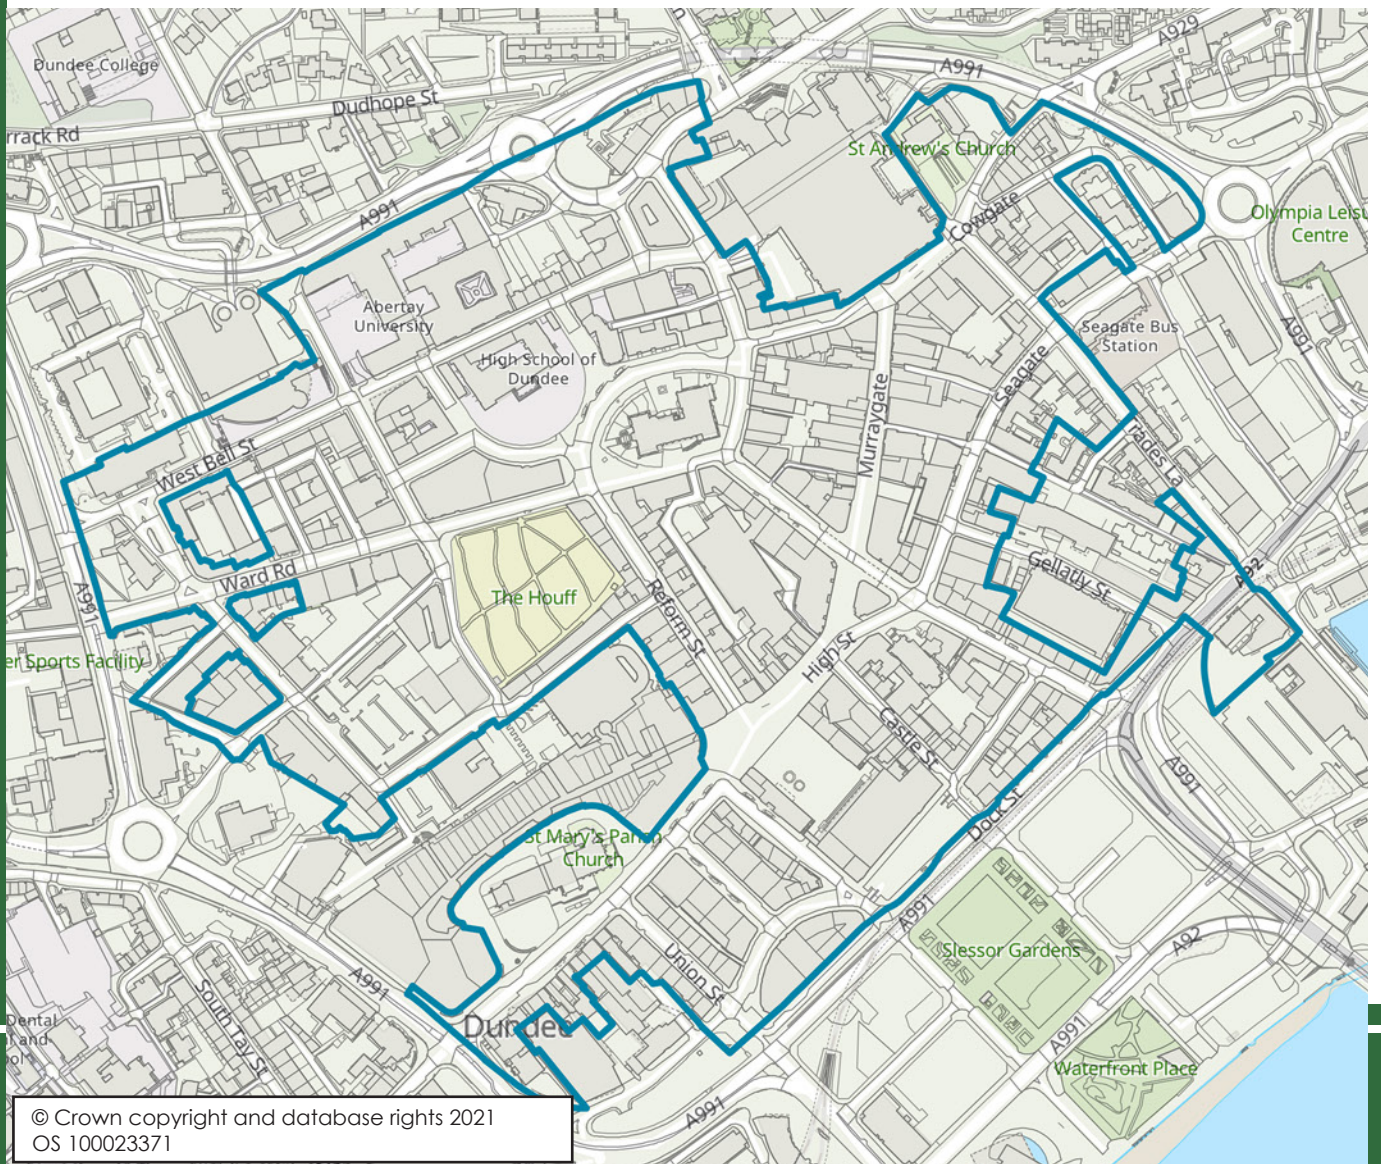 A929
A991
Dundee College
Dudhope St
rrack Rd
St Andrew's Church
A991
Cowgate
Olympia Leisu
Centre
Abertay
University
Seagate Bus
Station
A991
High School of
Dundee
Seagate
Murraygate
Trades La
West Bell St
Ward Rd
Gellatly St
A92
A991
The Houff
Reform St
High St
er Sports Facility
Castle St
A991
Dock St
St Mary's Parish
Church
A991
Slessor Gardens
A92
Union St
A991
South Tay St
Dundee
Dental
and
A991
Waterfront Place
A991
© Crown copyright and database rights 2021
OS 100023371